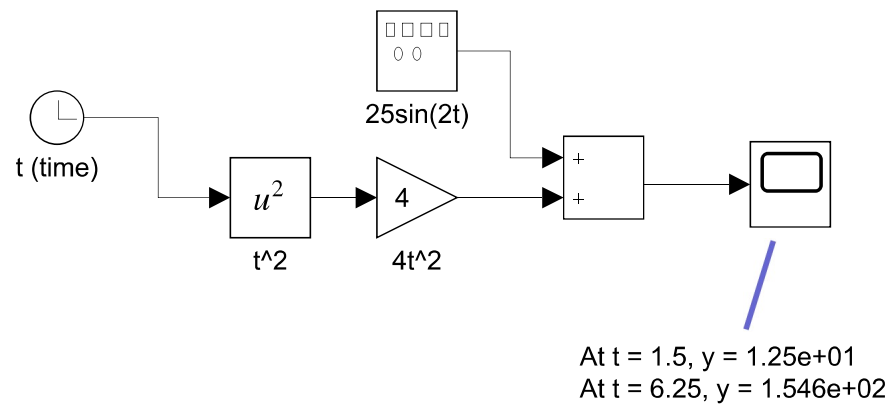 25sin(2t)
t (time)
+
+
u²
4
t^2
4t^2
At t = 1.5, y = 1.25e+01
At t = 6.25, y = 1.546e+02